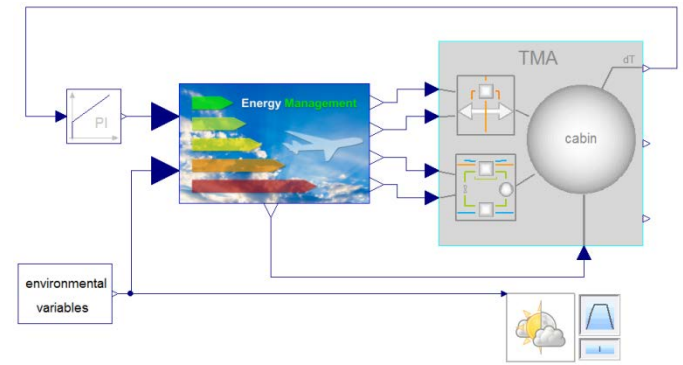 TMA
dT
Energy Management
PI
cabin
environmental
variables